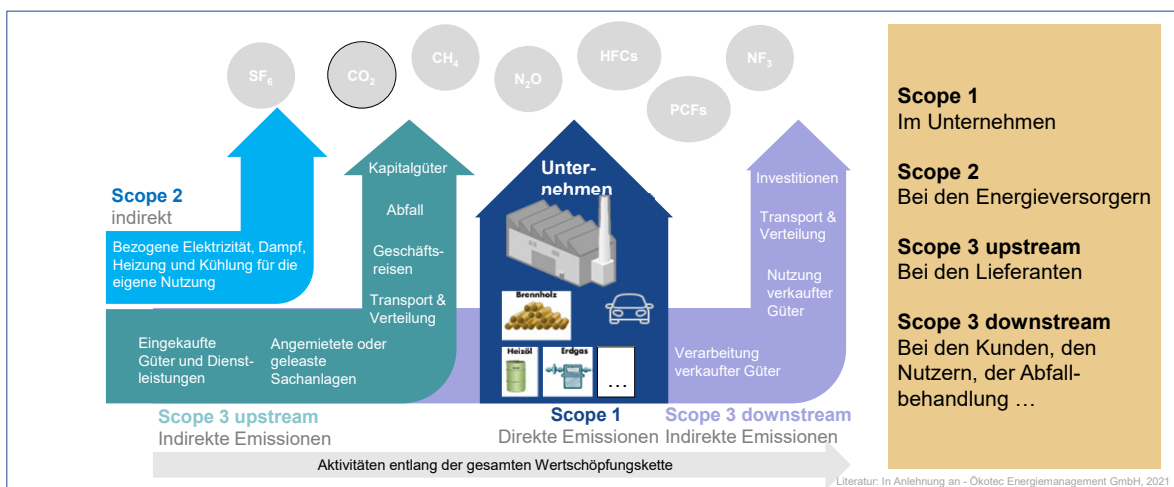 SF6
CO2
CH4
N2O
HFCs
PCFs
NF3
Scope 2
indirekt
Bezogene Elektrizität, Dampf,
Heizung und Kühlung für die
eigene Nutzung
Kapitalgüter
Abfall
Geschäfts-
reisen
Transport &
Verteilung
Eingekaufte
Güter und Dienst-
leistungen
Angemietete oder
geleaste
Sachanlagen
Scope 3 upstream
Indirekte Emissionen
Unter-
nehmen
Brennholz
Heizöl
Erdgas
...
Scope 1
Direkte Emissionen
Investitionen
Transport &
Verteilung
Nutzung
verkaufter
Güter
Verarbeitung
verkaufter Güter
Scope 3 downstream
Indirekte Emissionen
Aktivitäten entlang der gesamten Wertschöpfungskette
Scope 1
Im Unternehmen
Scope 2
Bei den Energieversorgern
Scope 3 upstream
Bei den Lieferanten
Scope 3 downstream
Bei den Kunden, den
Nutzern, der Abfall-
behandlung …
Literatur: In Anlehnung an - Ökotec Energiemanagement GmbH, 2021